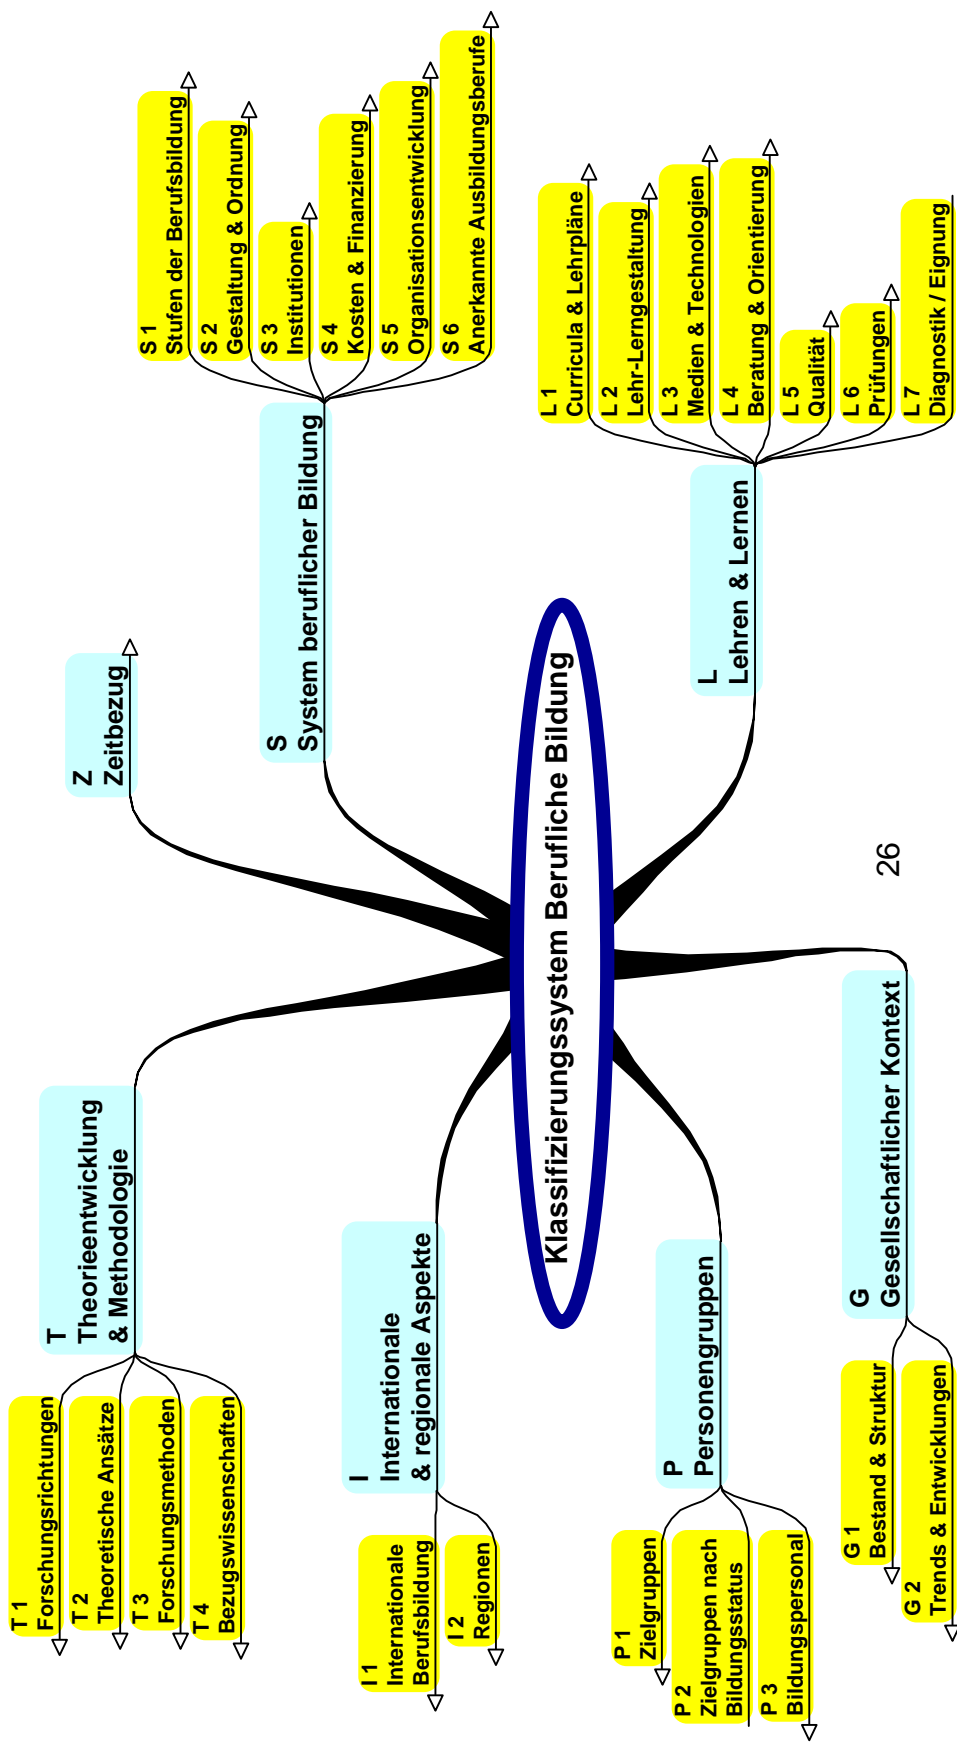 Klassifizierungssystem Berufliche Bildung
T
Theorieentwicklung
& Methodologie
T 1
Forschungsrichtungen
T 2
Theoretische Ansätze
T 3
Forschungsmethoden
T 4
Bezugswissenschaften
I
Internationale
& regionale Aspekte
I 1
Internationale
Berufsbildung
I 2
Regionen
P
Personengruppen
P 1
Zielgruppen
P 2
Zielgruppen nach
Bildungsstatus
P 3
Bildungspersonal
G
Gesellschaftlicher Kontext
G 1
Bestand & Struktur
G 2
Trends & Entwicklungen
Z
Zeitbezug
S
System beruflicher Bildung
S 1
Stufen der Berufsbildung
S 2
Gestaltung & Ordnung
S 3
Institutionen
S 4
Kosten & Finanzierung
S 5
Organisationsentwicklung
S 6
Anerkannte Ausbildungsberufe
L
Lehren & Lernen
L 1
Curricula & Lehrpläne
L 2
Lehr-Lerngestaltung
L 3
Medien & Technologien
L 4
Beratung & Orientierung
L 5
Qualität
L 6
Prüfungen
L 7
Diagnostik / Eignung
26